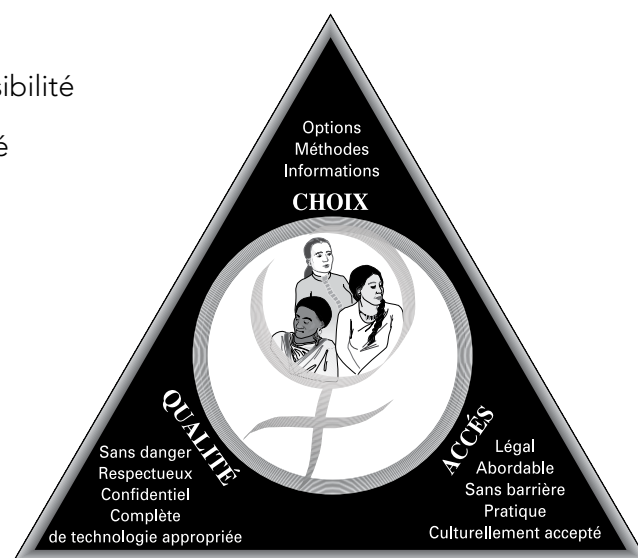 sibilité
é
Options
Méthodes
Informations
CHOIX
QUALITÉ
Sans danger
Respectueux
Confidentiel
Complète
de technologie appropriée
ACCÉS
Légal
Abordable
Sans barrière
Pratique
Culturellement accepté